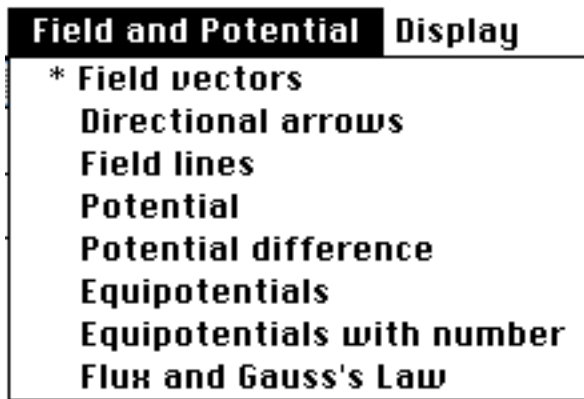 Field and Potential Display
* Field vectors
Directional arrows
Field lines
Potential
Potential difference
Equipotentials
Equipotentials with number
Flux and Gauss's Law